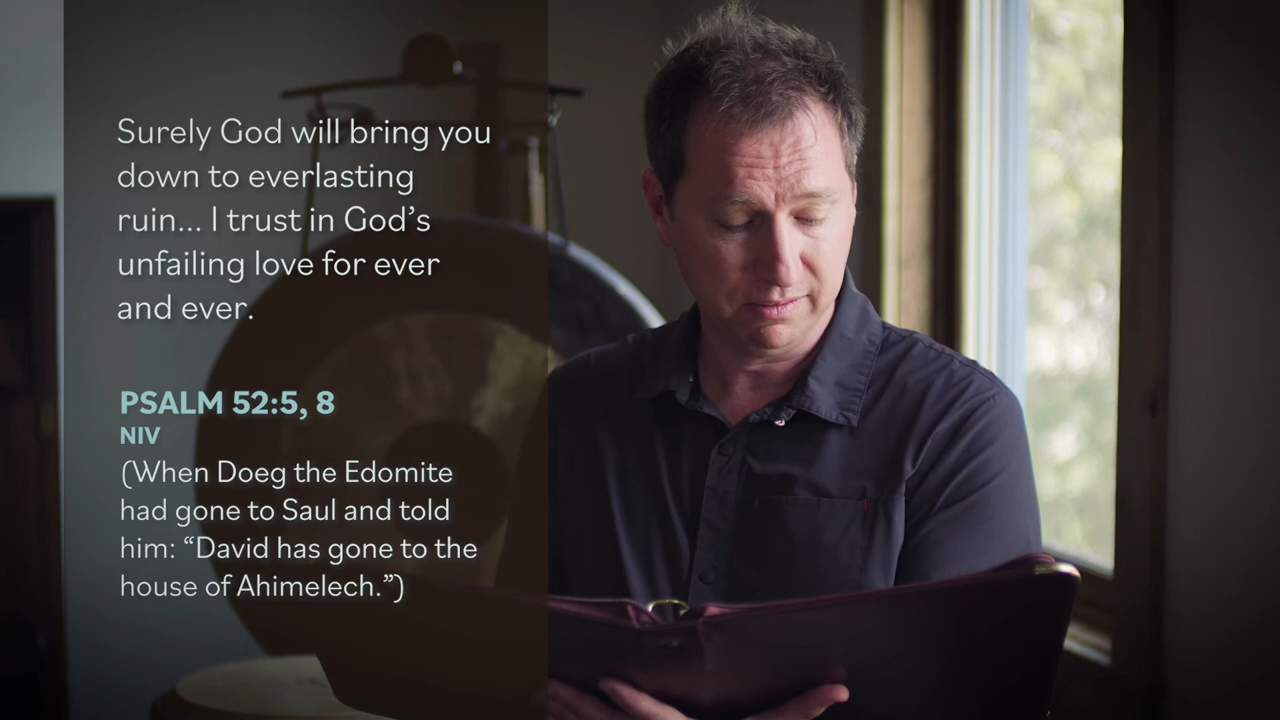 Surely God will bring you
down to everlasting
ruin... I trust in God’s
unfailing love for ever
and ever.
PSALM 52:5, 8
NIV
(When Doeg the Edomite
had gone to Saul and told
him: “David has gone to the
house of Ahimelech.”)